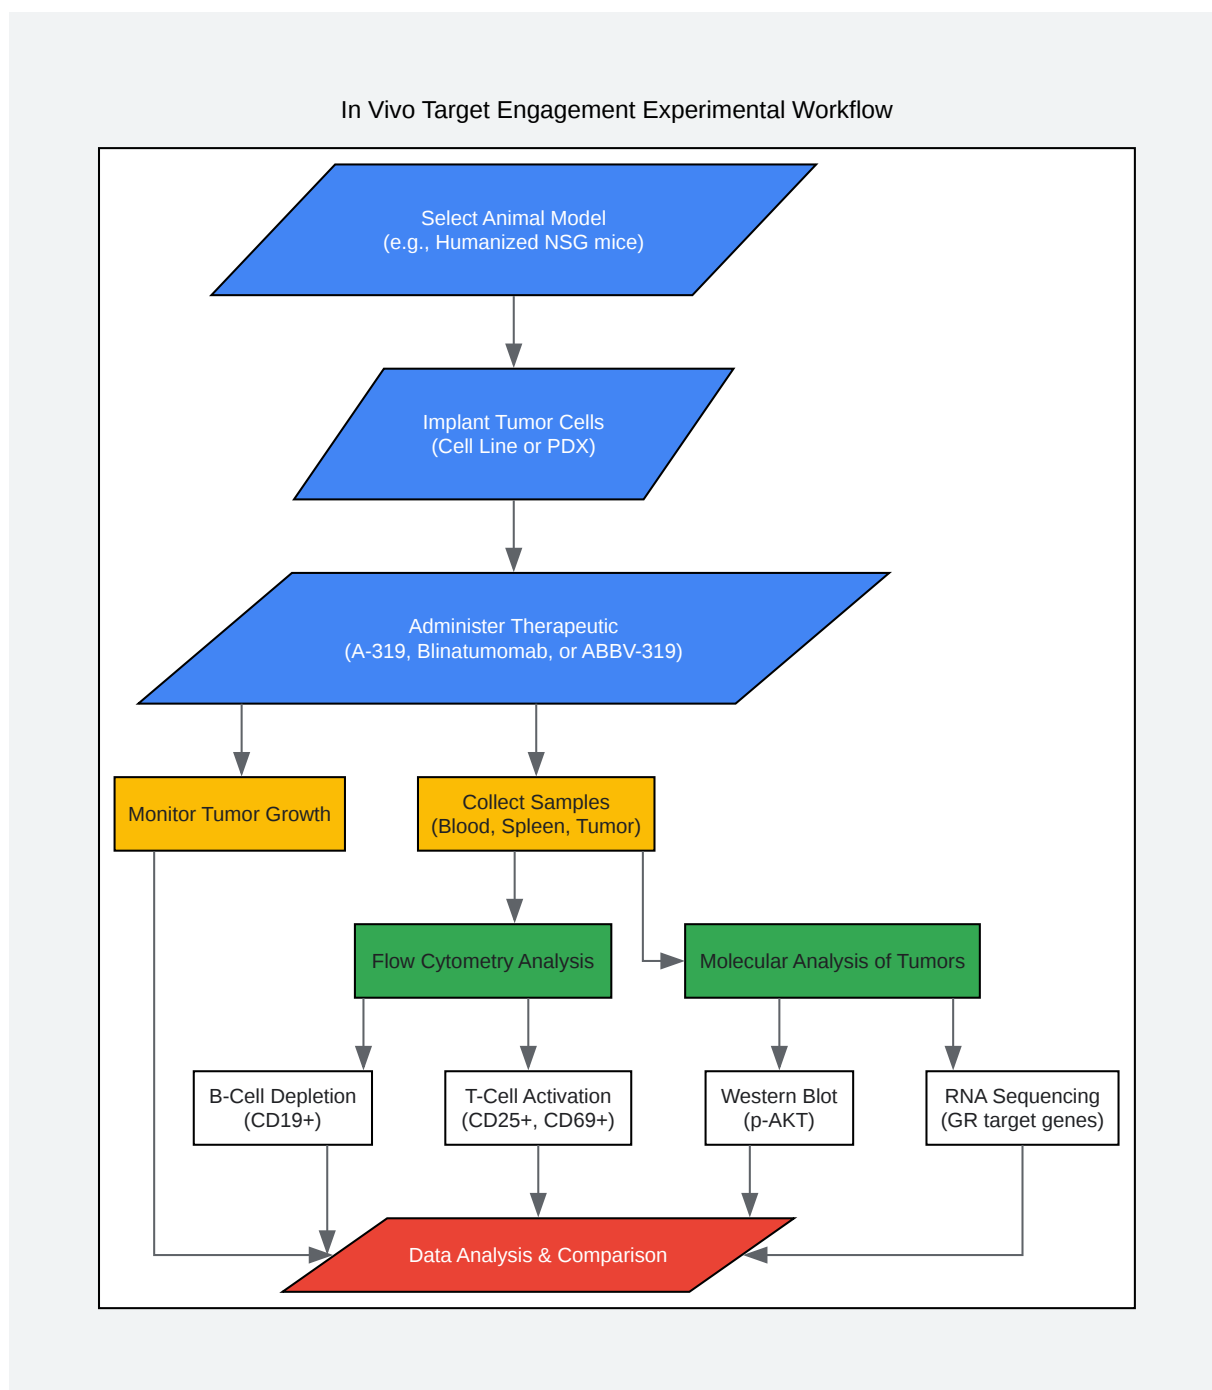 In Vivo Target Engagement Experimental Workflow
Select Animal Model
(e.g., Humanized NSG mice)
Implant Tumor Cells
(Cell Line or PDX)
Administer Therapeutic
(A-319, Blinatumomab, or ABBV-319)
Monitor Tumor Growth
Collect Samples
(Blood, Spleen, Tumor)
Flow Cytometry Analysis
Molecular Analysis of Tumors
B-Cell Depletion
(CD19+)
T-Cell Activation
(CD25+, CD69+)
Western Blot
(p-AKT)
RNA Sequencing
(GR target genes)
Data Analysis & Comparison